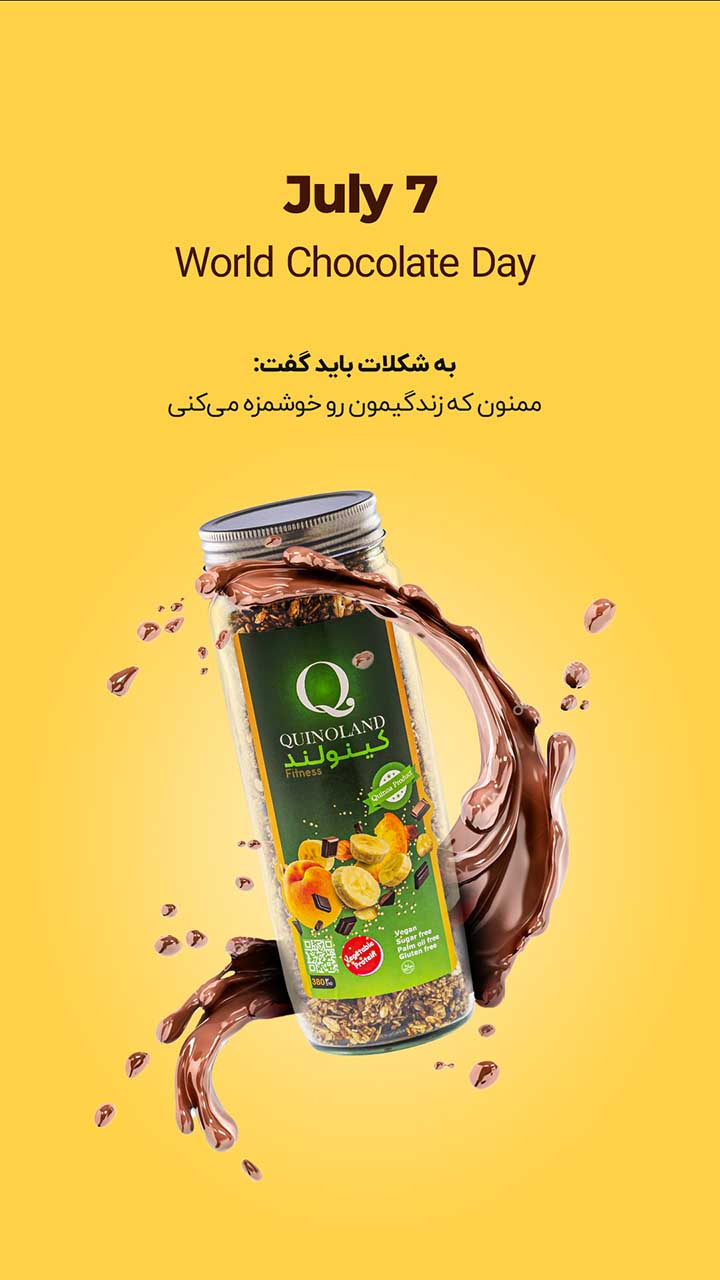 July 7
World Chocolate Day
به شکلات باید گفت:
ممنون که زندگیمون رو خوشمزه می‌کنی
Q
QUINOLAND
کینولند
Fitness
Quinoa Product
Vegetable
Protein
Vegan
Sugar free
Palm oil free
Gluten free
380